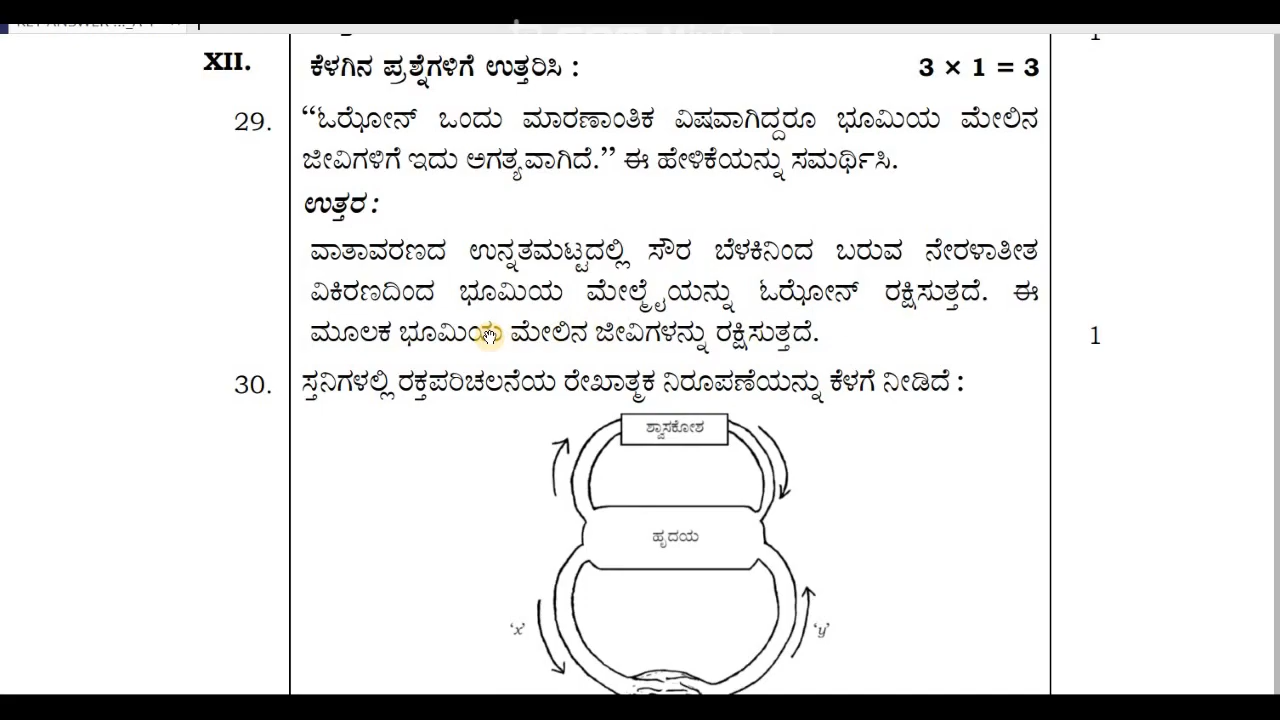 XII.
ಕೆಳಗಿನ ಪ್ರಶ್ನೆಗಳಿಗೆ ಉತ್ತರಿಸಿ :
3 × 1 = 3
29.
“ಓಝೋನ್ ಒಂದು ಮಾರಣಾಂತಿಕ ವಿಷವಾಗಿದ್ದರೂ ಭೂಮಿಯ ಮೇಲಿನ
ಜೀವಿಗಳಿಗೆ ಇದು ಅಗತ್ಯವಾಗಿದೆ.” ಈ ಹೇಳಿಕೆಯನ್ನು ಸಮರ್ಥಿಸಿ.
ಉತ್ತರ :
ವಾತಾವರಣದ ಉನ್ನತಮಟ್ಟದಲ್ಲಿ ಸೌರ ಬೆಳಕಿನಿಂದ ಬರುವ ನೇರಳಾತೀತ
ವಿಕಿರಣದಿಂದ ಭೂಮಿಯ ಮೇಲ್ಮೈಯನ್ನು ಓಝೋನ್ ರಕ್ಷಿಸುತ್ತದೆ. ಈ
ಮೂಲಕ ಭೂಮಿಯ ಮೇಲಿನ ಜೀವಿಗಳನ್ನು ರಕ್ಷಿಸುತ್ತದೆ.
1
30.
ಸ್ತನಿಗಳಲ್ಲಿ ರಕ್ತಪರಿಚಲನೆಯ ರೇಖಾತ್ಮಕ ನಿರೂಪಣೆಯನ್ನು ಕೆಳಗೆ ನೀಡಿದೆ :
ಶ್ವಾಸಕೋಶ
ಹೃದಯ
‘x’
‘y’